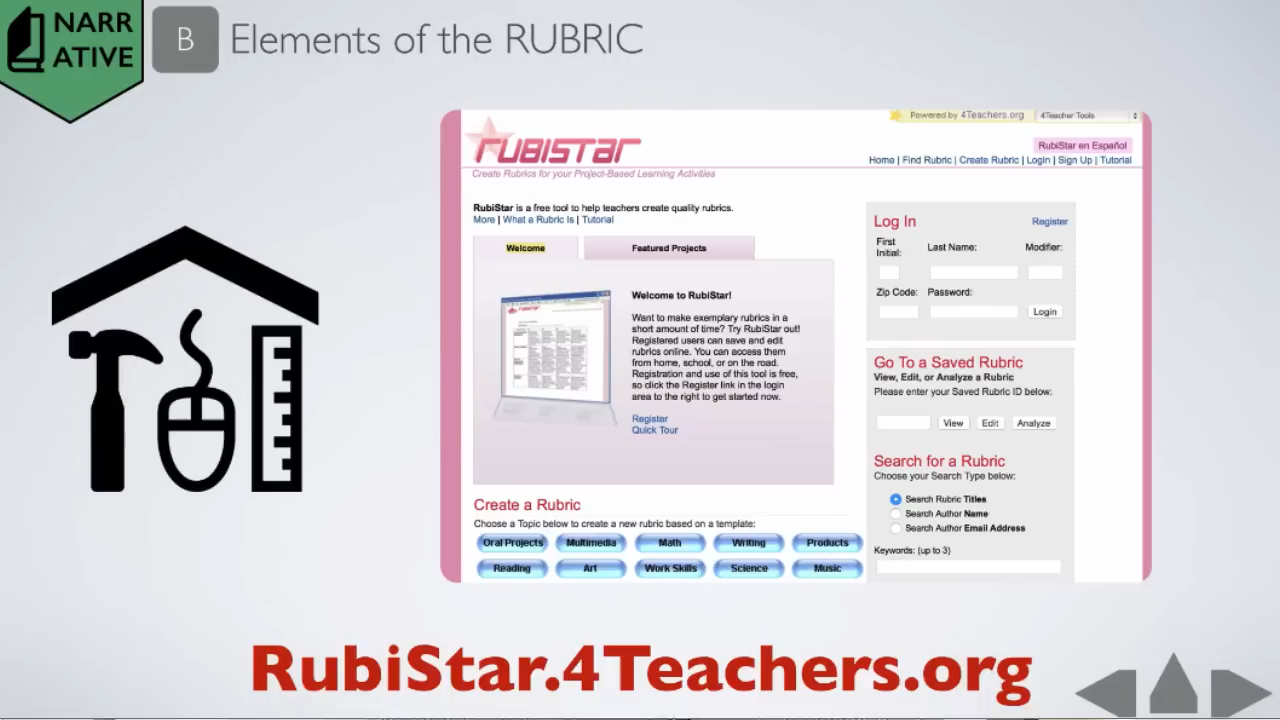 NARR
ATIVE
B
Elements of the RUBRIC
Powered by 4Teachers.org
4Teacher Tools
RUBISTAR
Create Rubrics for your Project-Based Learning Activities
RubiStar en Español
Home | Find Rubric | Create Rubric | Login | Sign Up | Tutorial
RubiStar is a free tool to help teachers create quality rubrics.
More | What a Rubric Is | Tutorial
Welcome
Featured Projects
Welcome to RubiStar!
Want to make exemplary rubrics in a
short amount of time? Try RubiStar out!
Registered users can save and edit
rubrics online. You can access them
from home, school, or on the road.
Registration and use of this tool is free,
so click the Register link in the login
area to the right to get started now.
Register
Quick Tour
Create a Rubric
Choose a Topic below to create a new rubric based on a template:
Oral Projects Multimedia Math Writing Products
Reading Art Work Skills Science Music
Log In
Register
First
Initial:
Last Name:
Modifier:
Zip Code:
Password:
Login
Go To a Saved Rubric
View, Edit, or Analyze a Rubric
Please enter your Saved Rubric ID below:
View Edit Analyze
Search for a Rubric
Choose your Search Type below:
Search Rubric Titles
Search Author Name
Search Author Email Address
Keywords: (up to 3)
RubiStar.4Teachers.org